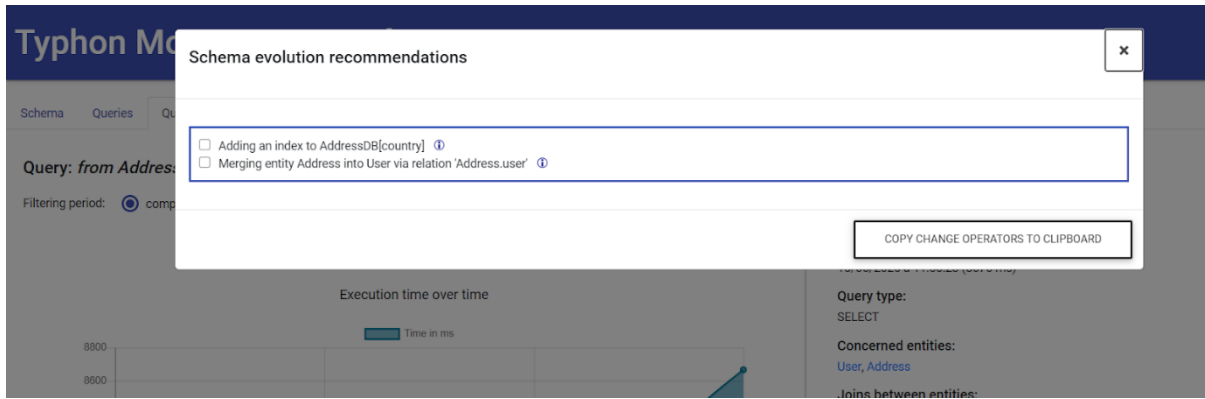 Typhon Mo
Schema evolution recommendations
×
Schema Queries Qu
Adding an index to AddressDB[country]
Merging entity Address into User via relation 'Address.user'
Query: from Address
Filtering period: comp
COPY CHANGE OPERATORS TO CLIPBOARD
Execution time over time
Time in ms
8800
8600
Query type:
SELECT
Concerned entities:
User, Address
Joins between entities: